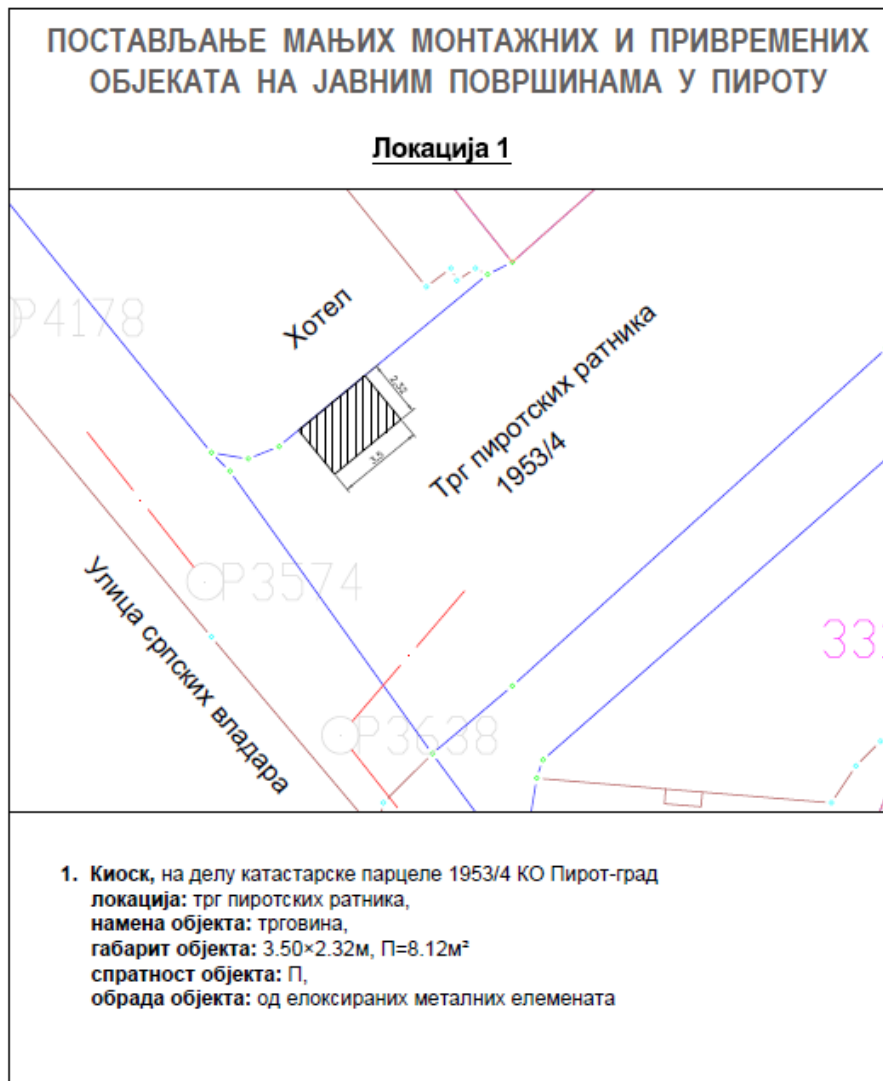 ПОСТАВЉАЊЕ МАЊИХ МОНТАЖНИХ И ПРИВРЕМЕНИХ
ОБЈЕКАТА НА ЈАВНИМ ПОВРШИНАМА У ПИРОТУ
Локација 1
P4178
Хотел
2,32
3,5
Трг пиротских ратника
1953/4
P3574
Улица српских владара
P3638
1. Киоск, на делу катастарске парцеле 1953/4 КО Пирот-град
локација: трг пиротских ратника,
намена објекта: трговина,
габарит објекта: 3.50×2.32м, П=8.12м²
спратност објекта: П,
обрада објекта: од елоксираних металних елемената